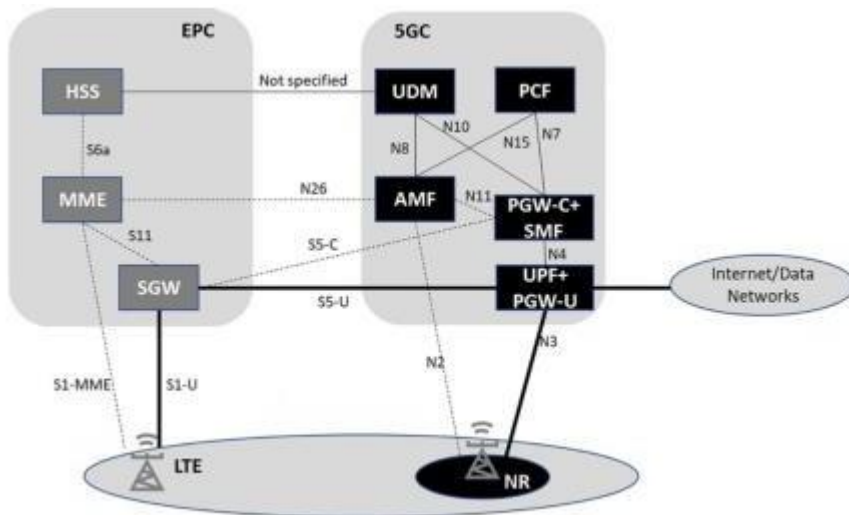 EPC
5GC
HSS
Not specified
UDM
PCF
S6a
N8
N10
N15
N7
MME
N26
AMF
N11
PGW-C+
SMF
S11
S5-C
N4
SGW
S5-U
UPF+
PGW-U
Internet/Data
Networks
S1-MME
S1-U
N2
N3
LTE
NR